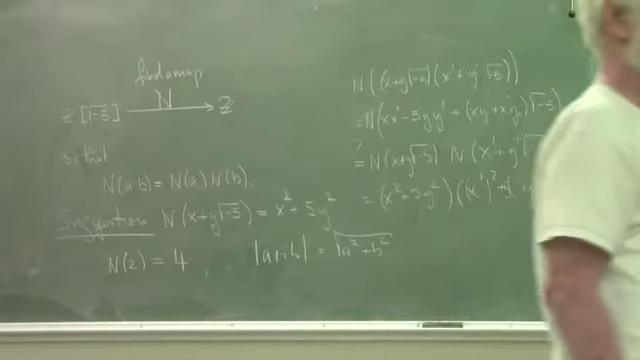 find a map
Z[√-5] N Z
so that
N(ab) = N(a) N(b).
Suggestion N(x+y√-5) = x² + 5y²
N(2) = 4, |a+ib| = √a²+b²
N((x+y√-5)(x'+y'√-5))
= N(xx'-5yy' + (xy'+x'y)√-5)
? = N(x+y√-5) N(x'+y'√
= (x²+5y²)((x')²+